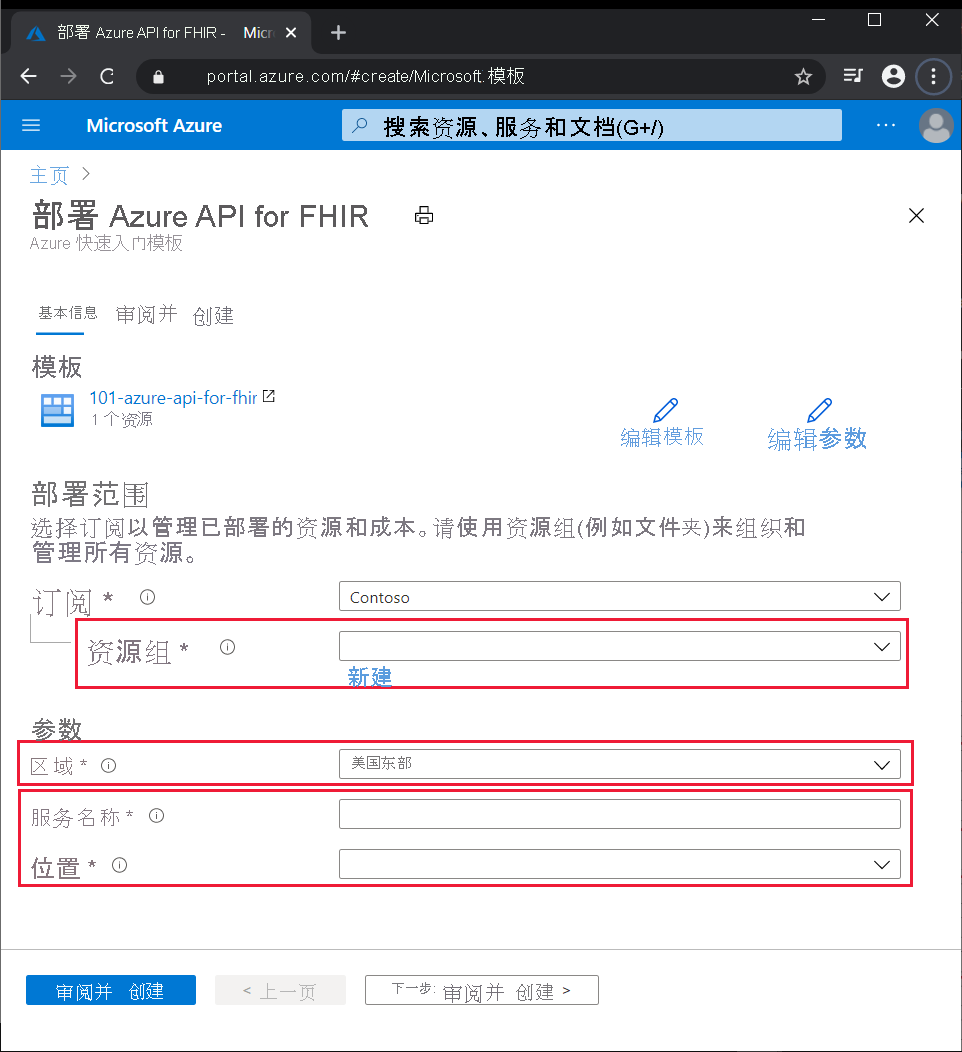 部署 Azure API for FHIR - Micr
portal.azure.com/#create/Microsoft.模板
Microsoft Azure
搜索资源、服务和文档(G+/)
主页
部署 Azure API for FHIR
Azure 快速入门模板
基本信息 审阅并 创建
模板
101-azure-api-for-fhir
1 个资源
编辑模板 编辑参数
部署范围
选择订阅以管理已部署的资源和成本。请使用资源组(例如文件夹)来组织和
管理所有资源。
订阅 * Contoso
资源组 *
新建
参数
区域 * 美国东部
服务名称 *
位置 *
审阅并 创建 < 上一页 下一步: 审阅并 创建 >